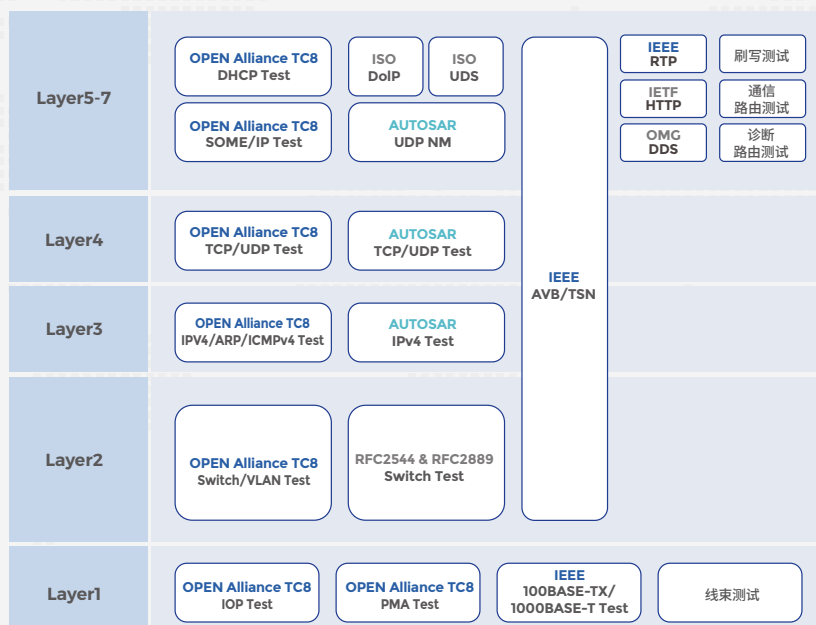 Layer5-7
OPEN Alliance TC8
DHCP Test
ISO
DoIP
ISO
UDS
IEEE
RTP
刷写测试
OPEN Alliance TC8
SOME/IP Test
AUTOSAR
UDP NM
IETF
HTTP
通信
路由测试
OMG
DDS
诊断
路由测试
Layer4
OPEN Alliance TC8
TCP/UDP Test
AUTOSAR
TCP/UDP Test
IEEE
AVB/TSN
Layer3
OPEN Alliance TC8
IPV4/ARP/ICMPv4 Test
AUTOSAR
IPv4 Test
Layer2
OPEN Alliance TC8
Switch/VLAN Test
RFC2544 & RFC2889
Switch Test
Layer1
OPEN Alliance TC8
IOP Test
OPEN Alliance TC8
PMA Test
IEEE
100BASE-TX/
1000BASE-T Test
线束测试